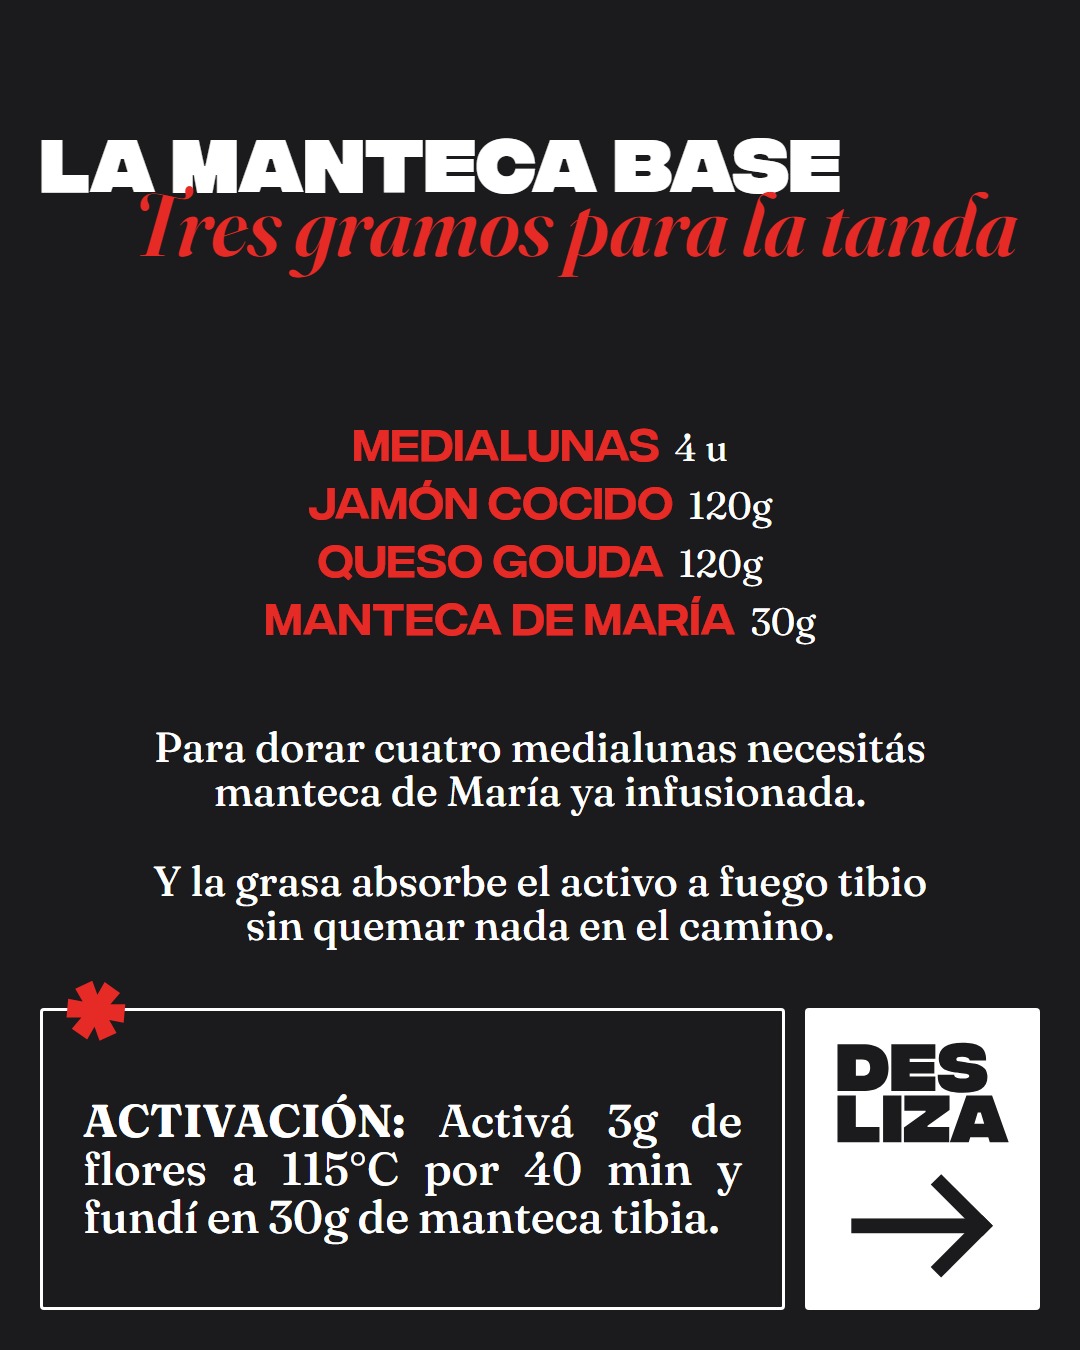 LA MANTECA BASE
Tres gramos para la tanda
MEDIALUNAS 4 u
JAMÓN COCIDO 120g
QUESO GOUDA 120g
MANTECA DE MARÍA 30g
Para dorar cuatro medialunas necesitás
manteca de María ya infusionada.
Y la grasa absorbe el activo a fuego tibio
sin quemar nada en el camino.
ACTIVACIÓN: Activá 3g de
flores a 115°C por 40 min y
fundí en 30g de manteca tibia.
DES
LIZA